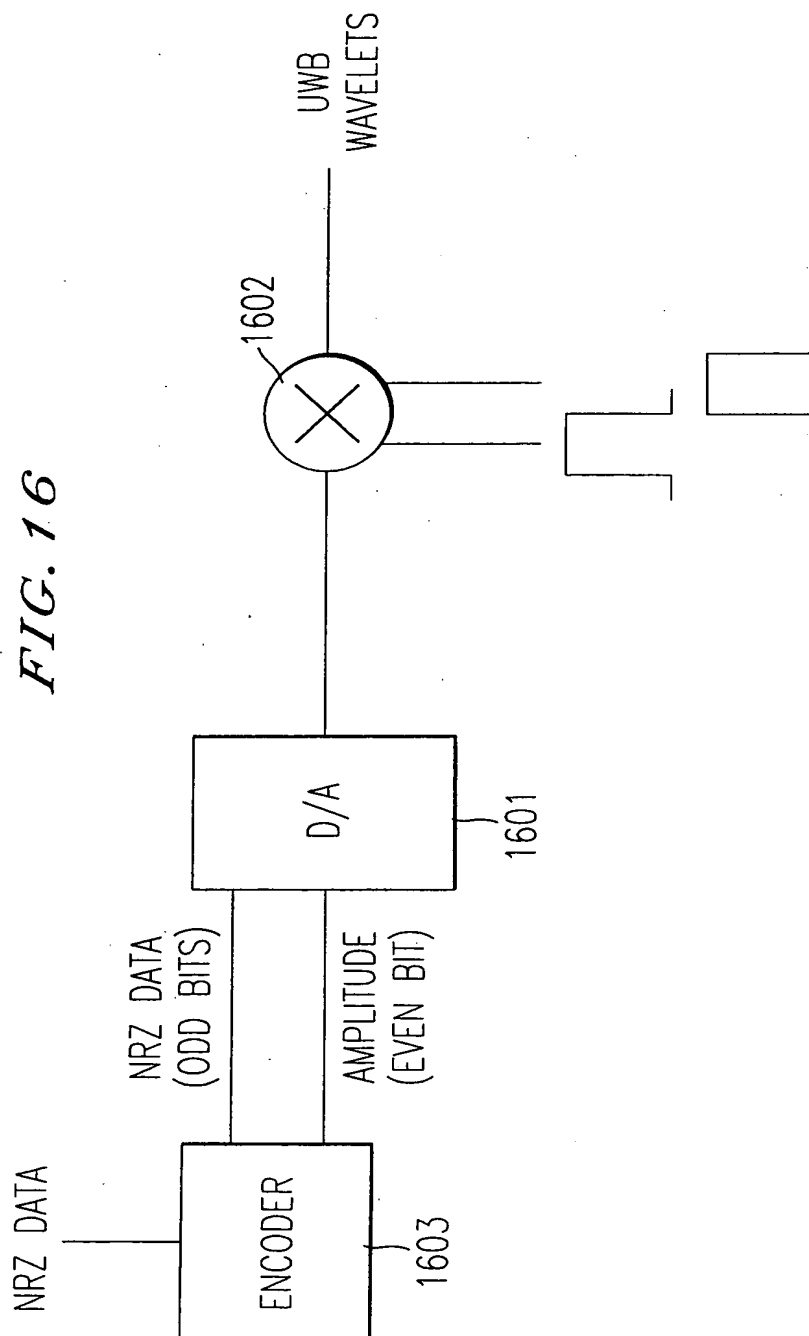 FIG. 16
NRZ DATA
ENCODER
1603
NRZ DATA
(ODD BITS)
AMPLITUDE
(EVEN BIT)
D/A
1601
1602
UWB
WAVELETS